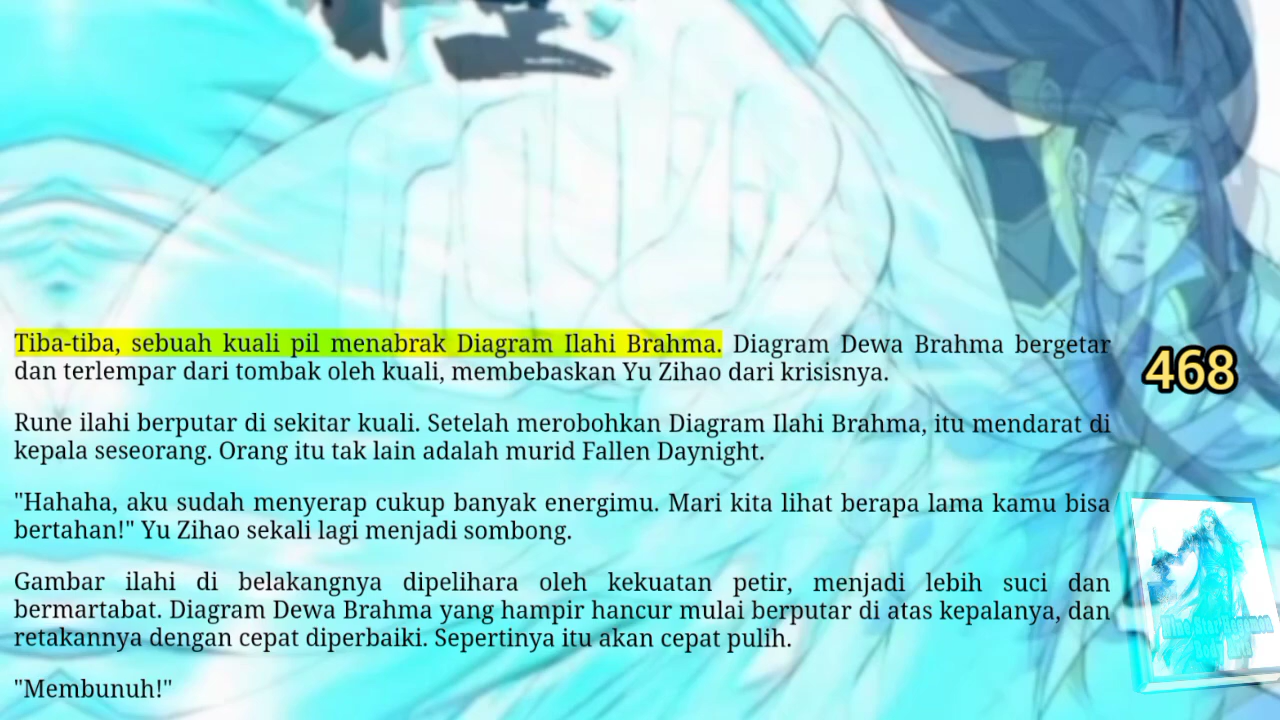 Tiba-tiba, sebuah kuali pil menabrak Diagram Ilahi Brahma. Diagram Dewa Brahma bergetar
dan terlempar dari tombak oleh kuali, membebaskan Yu Zihao dari krisisnya.
468
Rune ilahi berputar di sekitar kuali. Setelah merobohkan Diagram Ilahi Brahma, itu mendarat di
kepala seseorang. Orang itu tak lain adalah murid Fallen Daynight.
"Hahaha, aku sudah menyerap cukup banyak energimu. Mari kita lihat berapa lama kamu bisa
bertahan!" Yu Zihao sekali lagi menjadi sombong.
Gambar ilahi di belakangnya dipelihara oleh kekuatan petir, menjadi lebih suci dan
bermartabat. Diagram Dewa Brahma yang hampir hancur mulai berputar di atas kepalanya, dan
retakannya dengan cepat diperbaiki. Sepertinya itu akan cepat pulih.
"Membunuh!"
Nine Star Hegemon
Body Art